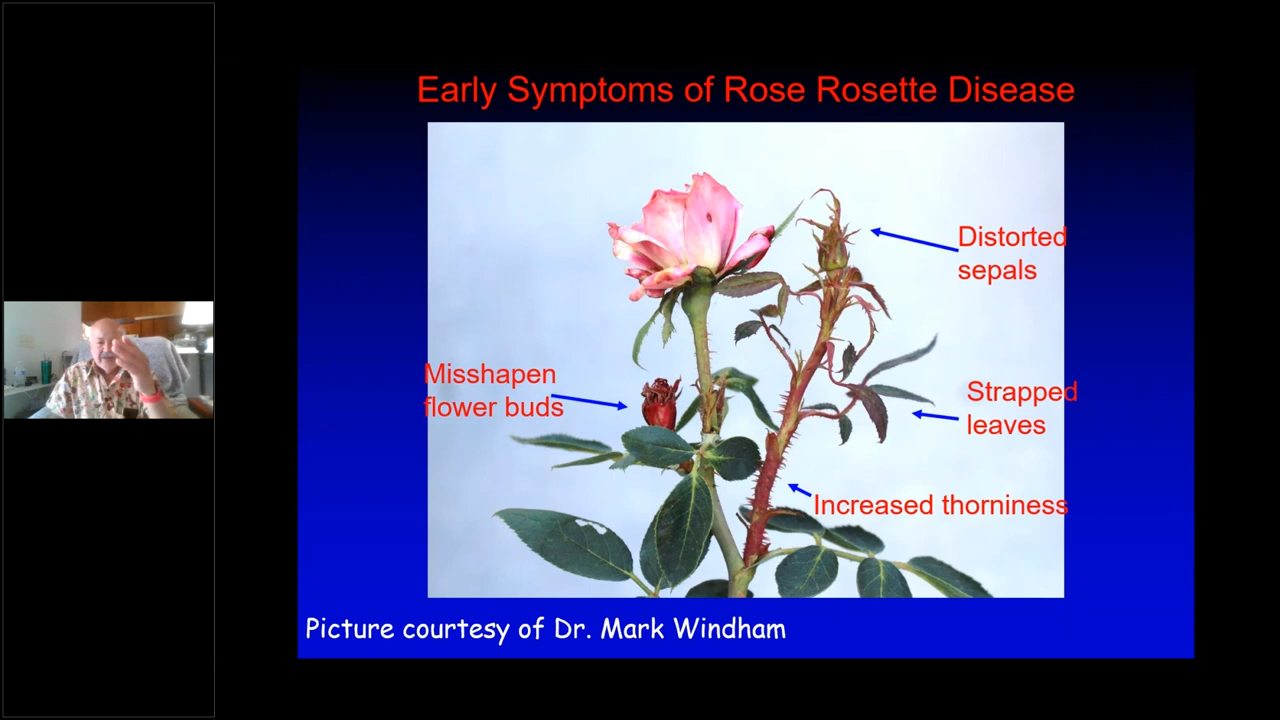 Early Symptoms of Rose Rosette Disease
Distorted
sepals
Misshapen
flower buds
Strapped
leaves
Increased thorniness
Picture courtesy of Dr. Mark Windham